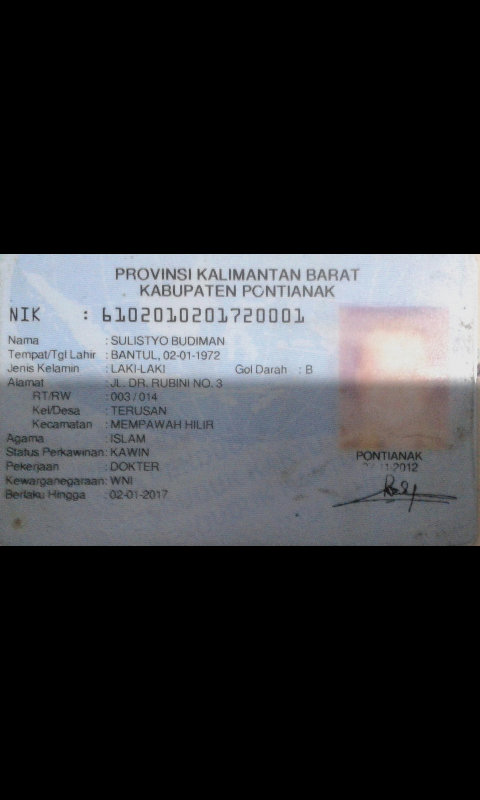 PROVINSI KALIMANTAN BARAT
KABUPATEN PONTIANAK
NIK : 6102010201720001
Nama : SULISTYO BUDIMAN
Tempat/Tgl Lahir : BANTUL, 02-01-1972
Jenis Kelamin : LAKI-LAKI Gol Darah : B
Alamat : JL. DR. RUBINI NO. 3
RT/RW : 003 / 014
Kel/Desa : TERUSAN
Kecamatan : MEMPAWAH HILIR
Agama : ISLAM
Status Perkawinan: KAWIN
Pekerjaan : DOKTER
Kewarganegaraan: WNI
Berlaku Hingga : 02-01-2017
PONTIANAK
11-2012